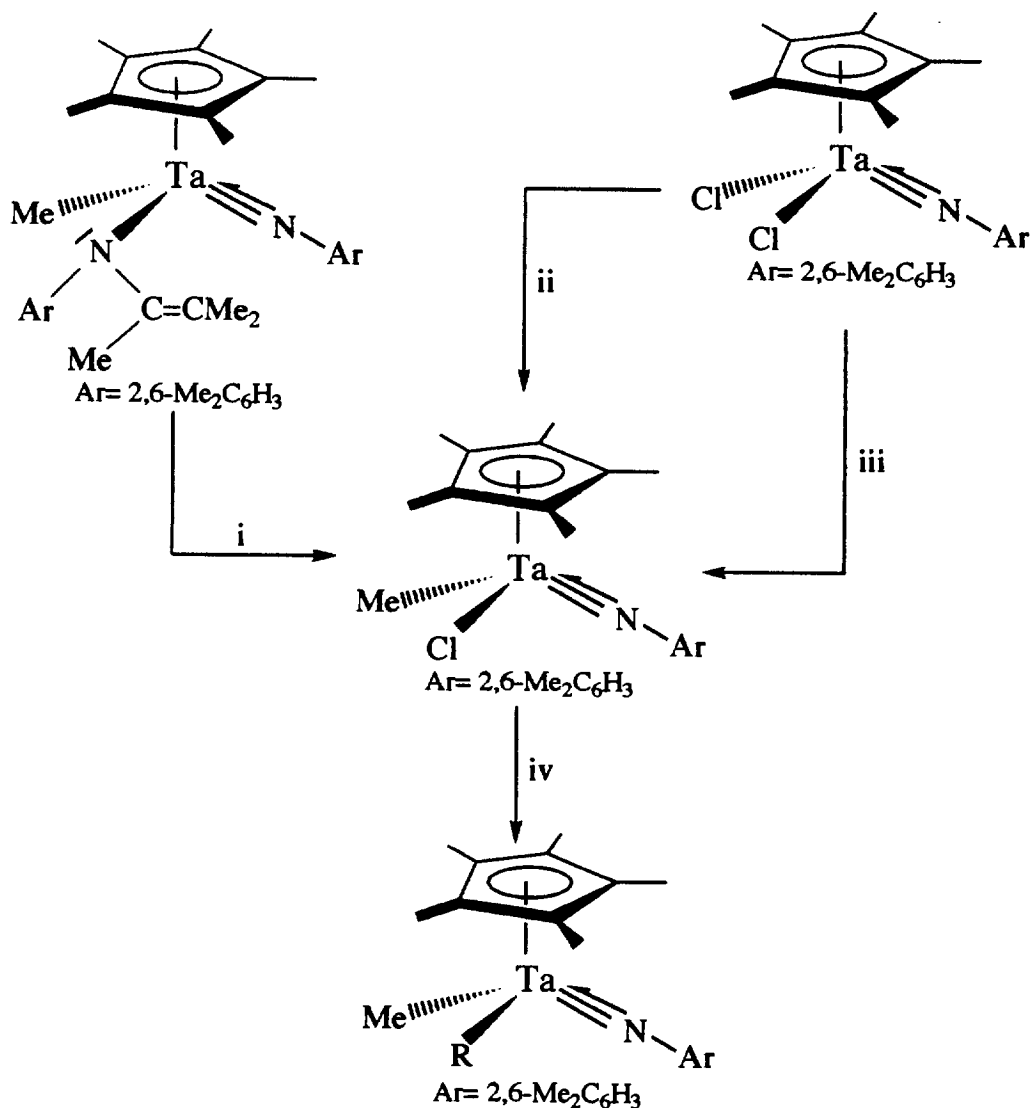 Ta
Me
N
Ar
N
Ar
C=CMe2
Me
Ar= 2,6-Me2C6H3
Ta
Cl
Cl
N
Ar
Ar= 2,6-Me2C6H3
ii
iii
i
Ta
Me
Cl
N
Ar
Ar= 2,6-Me2C6H3
iv
Ta
Me
R
N
Ar
Ar= 2,6-Me2C6H3